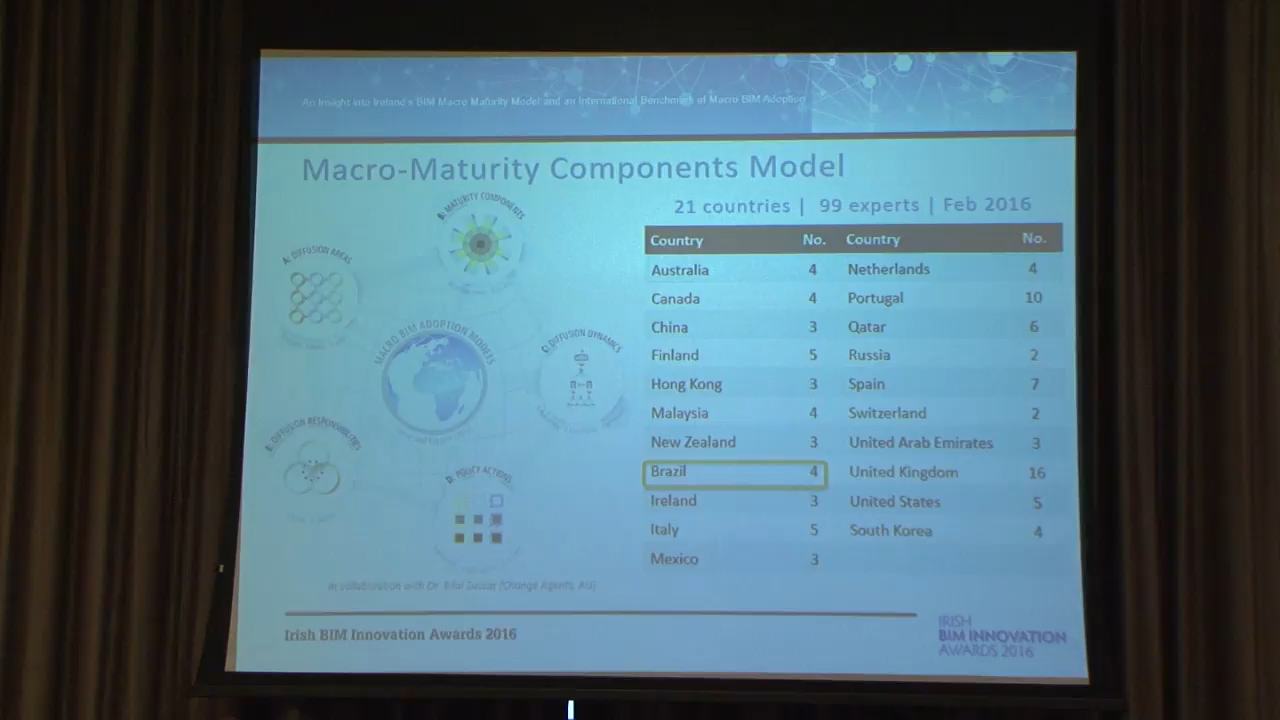 An Insight into Ireland's BIM Macro Maturity Model and an International Benchmark of Macro BIM Adoption
Macro-Maturity Components Model
21 countries | 99 experts | Feb 2016
B: MATURITY COMPONENTS
A: DIFFUSION AREAS
MACRO BIM ADOPTION MODELS
C: DIFFUSION DYNAMICS
E: DIFFUSION RESPONSIBILITIES
D: POLICY ACTIONS
Country No. Country No.
Australia 4 Netherlands 4
Canada 4 Portugal 10
China 3 Qatar 6
Finland 5 Russia 2
Hong Kong 3 Spain 7
Malaysia 4 Switzerland 2
New Zealand 3 United Arab Emirates 3
Brazil 4 United Kingdom 16
Ireland 3 United States 5
Italy 5 South Korea 4
Mexico 3
In collaboration with Dr. Bilal Succar (Change Agents, AU)
Irish BIM Innovation Awards 2016
IRISH
BIM INNOVATION
AWARDS 2016